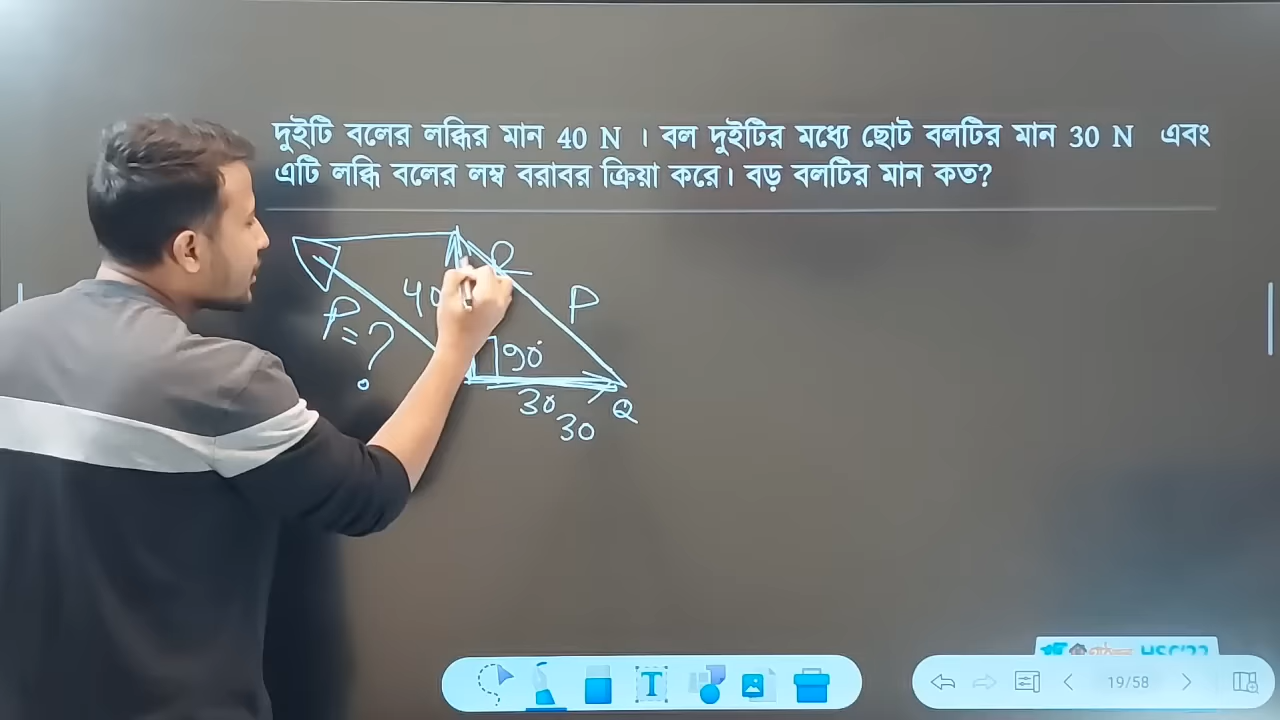 দুইটি বলের লব্ধির মান 40 N । বল দুইটির মধ্যে ছোট বলটির মান 30 N এবং
এটি লব্ধি বলের লম্ব বরাবর ক্রিয়া করে। বড় বলটির মান কত?
P
40
P = ?
90°
30
Q
30
T
19/58